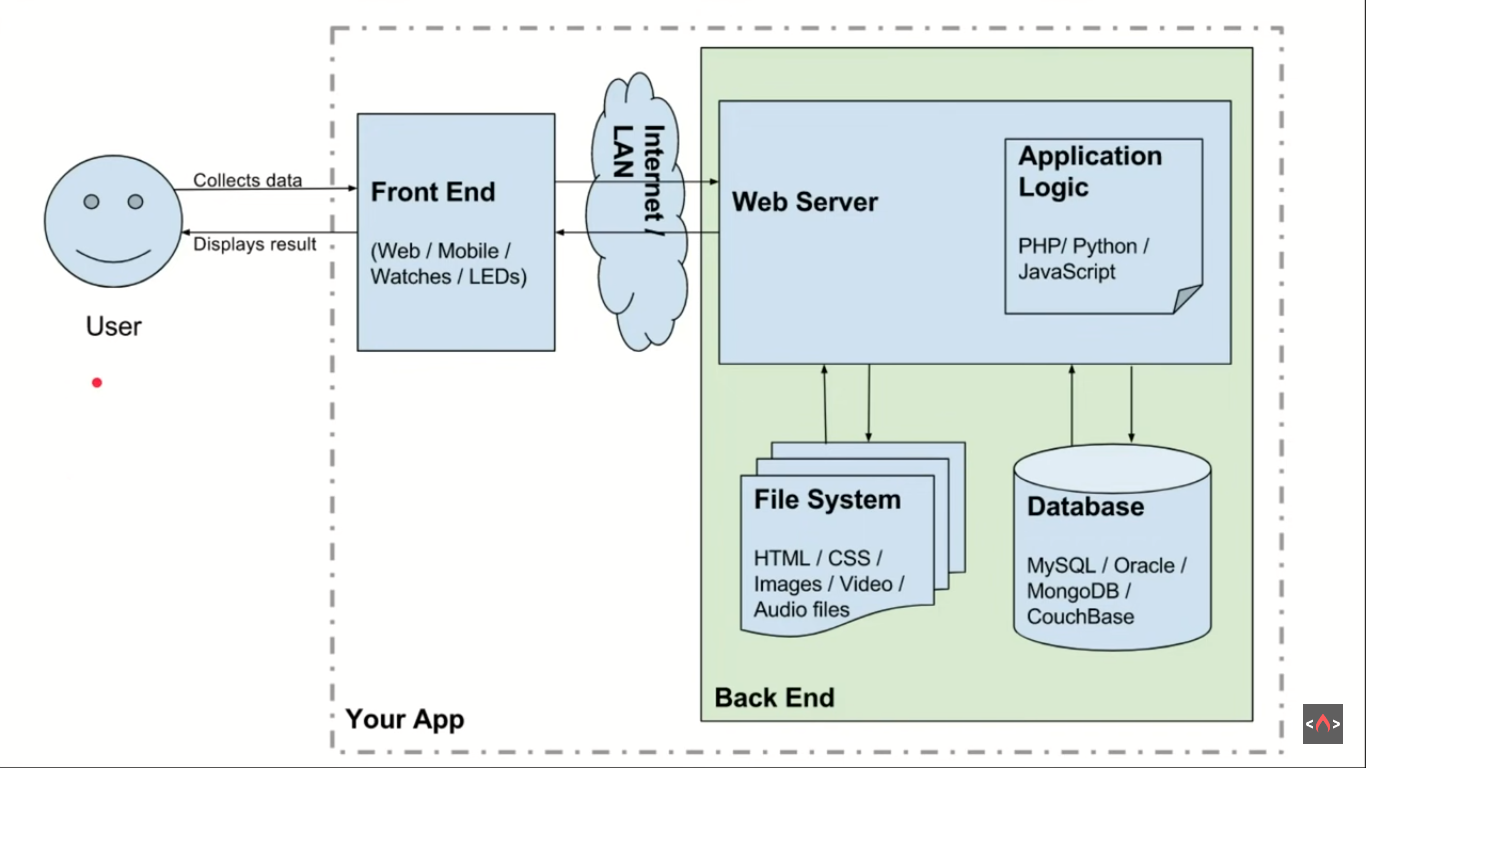 Collects data
Displays result
User
Front End
(Web / Mobile /
Watches / LEDs)
Internet /
LAN
Web Server
Application
Logic
PHP/ Python /
JavaScript
File System
HTML / CSS /
Images / Video /
Audio files
Database
MySQL / Oracle /
MongoDB /
CouchBase
Back End
Your App